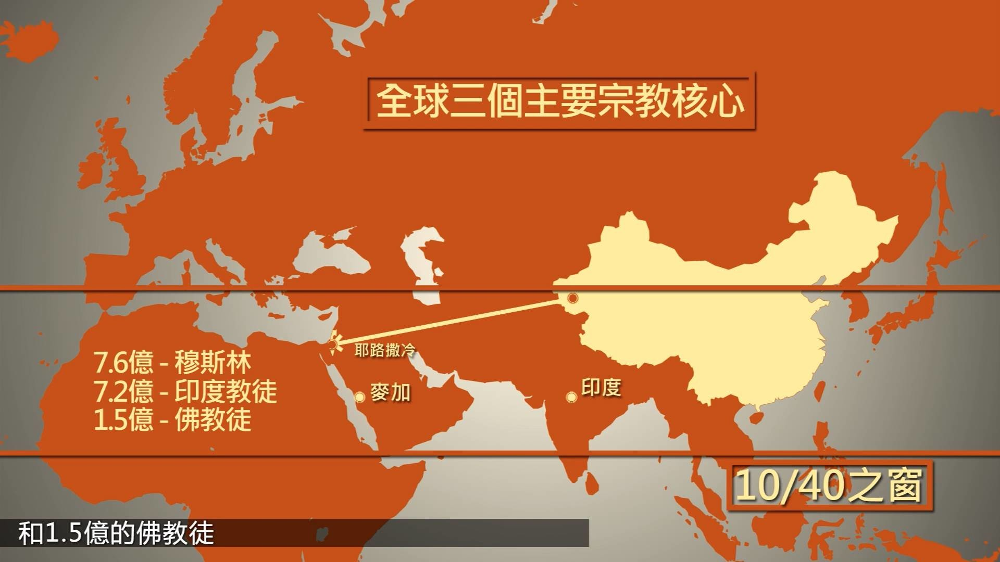 全球三個主要宗教核心
耶路撒冷
7.6億 - 穆斯林
7.2億 - 印度教徒
1.5億 - 佛教徒
麥加
印度
10/40之窗
和1.5億的佛教徒